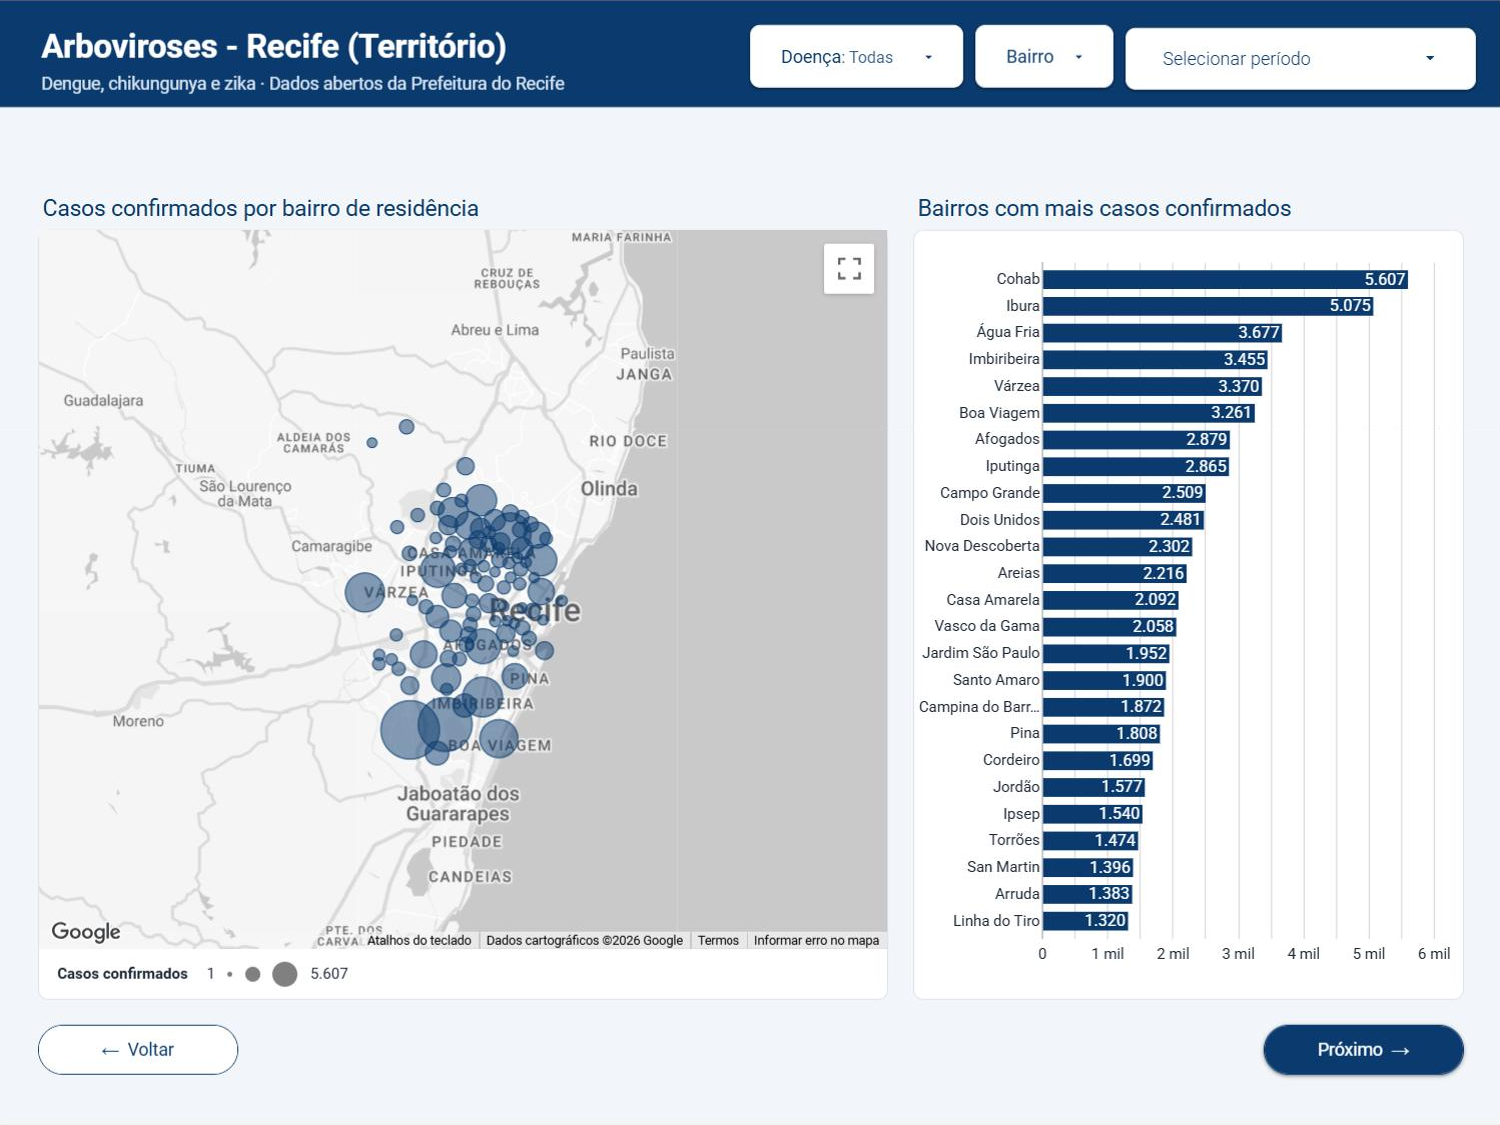 Arboviroses - Recife (Território)
Dengue, chikungunya e zika · Dados abertos da Prefeitura do Recife
Doença: Todas
Bairro
Selecionar período
Casos confirmados por bairro de residência
MARIA FARINHA
CRUZ DE
REBOUÇAS
Abreu e Lima
Paulista
JANGA
Guadalajara
ALDEIA DOS
CAMARÁS
RIO DOCE
TIUMA
São Lourenço
da Mata
Olinda
Camaragibe
CASA AMARELA
IPUTINGA
VÁRZEA
Recife
AFOGADOS
PINA
IMBIRIBEIRA
Moreno
BOA VIAGEM
Jaboatão dos
Guararapes
PIEDADE
CANDEIAS
PTE. DOS
Google
Atalhos do teclado
Dados cartográficos ©2026 Google
Termos
Informar erro no mapa
Casos confirmados 1 5.607
Bairros com mais casos confirmados
Cohab 5.607
Ibura 5.075
Água Fria 3.677
Imbiribeira 3.455
Várzea 3.370
Boa Viagem 3.261
Afogados 2.879
Iputinga 2.865
Campo Grande 2.509
Dois Unidos 2.481
Nova Descoberta 2.302
Areias 2.216
Casa Amarela 2.092
Vasco da Gama 2.058
Jardim São Paulo 1.952
Santo Amaro 1.900
Campina do Barr... 1.872
Pina 1.808
Cordeiro 1.699
Jordão 1.577
Ipsep 1.540
Torrões 1.474
San Martin 1.396
Arruda 1.383
Linha do Tiro 1.320
0 1 mil 2 mil 3 mil 4 mil 5 mil 6 mil
← Voltar
Próximo →